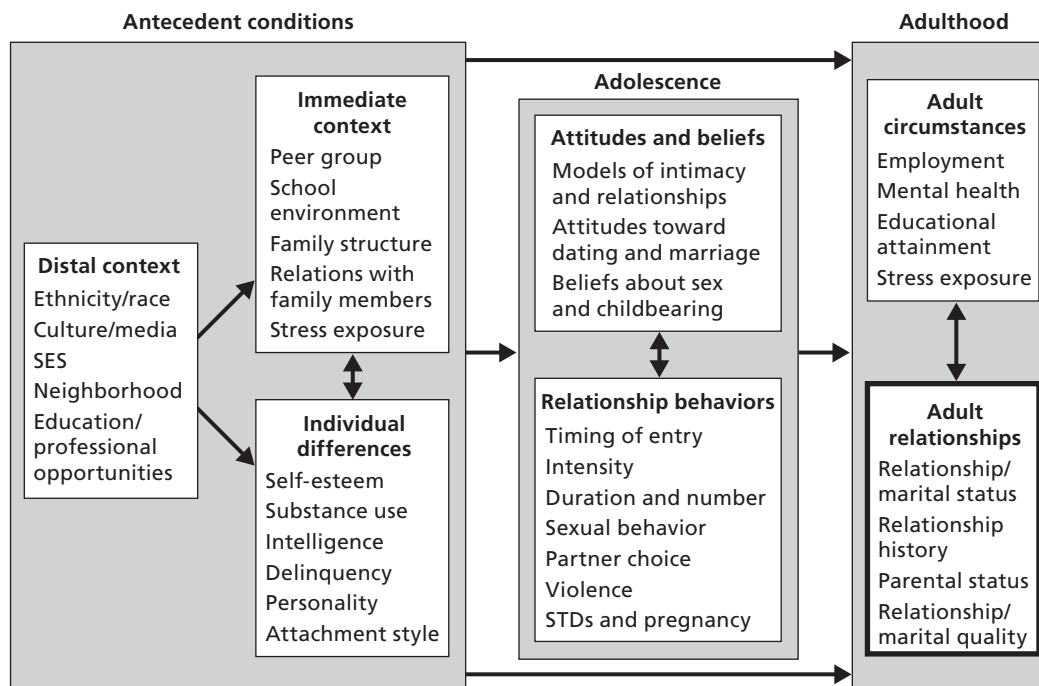 Antecedent conditions
Distal context
Ethnicity/race
Culture/media
SES
Neighborhood
Education/
professional
opportunities
Immediate
context
Peer group
School
environment
Family structure
Relations with
family members
Stress exposure
Individual
differences
Self-esteem
Substance use
Intelligence
Delinquency
Personality
Attachment style
Adolescence
Attitudes and beliefs
Models of intimacy
and relationships
Attitudes toward
dating and marriage
Beliefs about sex
and childbearing
Relationship behaviors
Timing of entry
Intensity
Duration and number
Sexual behavior
Partner choice
Violence
STDs and pregnancy
Adulthood
Adult
circumstances
Employment
Mental health
Educational
attainment
Stress exposure
Adult
relationships
Relationship/
marital status
Relationship
history
Parental status
Relationship/
marital quality